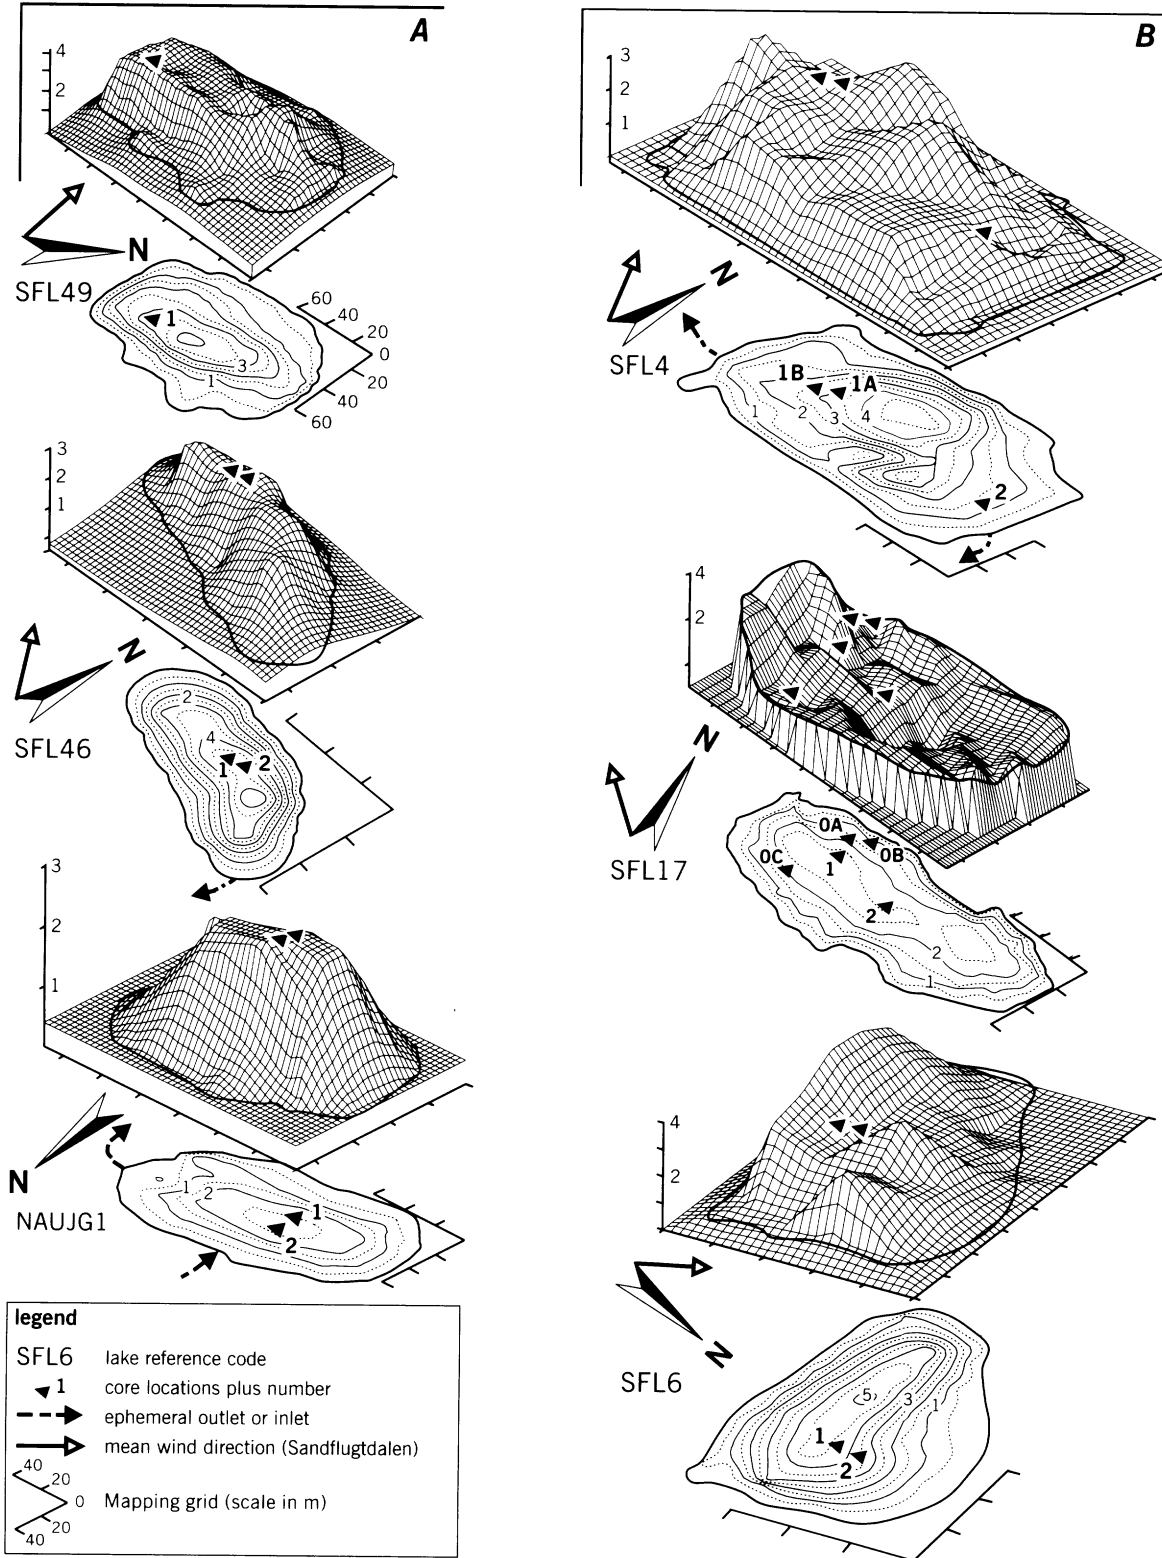 A
4
2
N
SFL49
1
3
1
60
40
20
0
20
40
60
3
2
1
N
SFL46
2
4
1
2
3
2
1
N
NAUJG1
1
2
1
2
legend
SFL6 lake reference code
1 core locations plus number
ephemeral outlet or inlet
mean wind direction (Sandflugtdalen)
40
20
0 Mapping grid (scale in m)
20
40
B
3
2
1
N
SFL4
1B
1A
1
2
3
4
2
4
2
N
SFL17
0A
0B
0C
1
2
2
1
4
2
N
SFL6
5
3
1
1
2